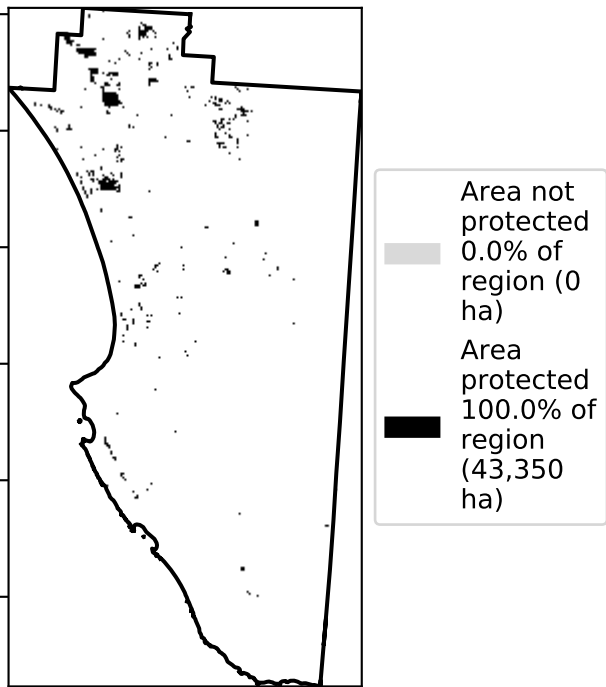 Area not
protected
0.0% of
region (0
ha)
Area
protected
100.0% of
region
(43,350
ha)